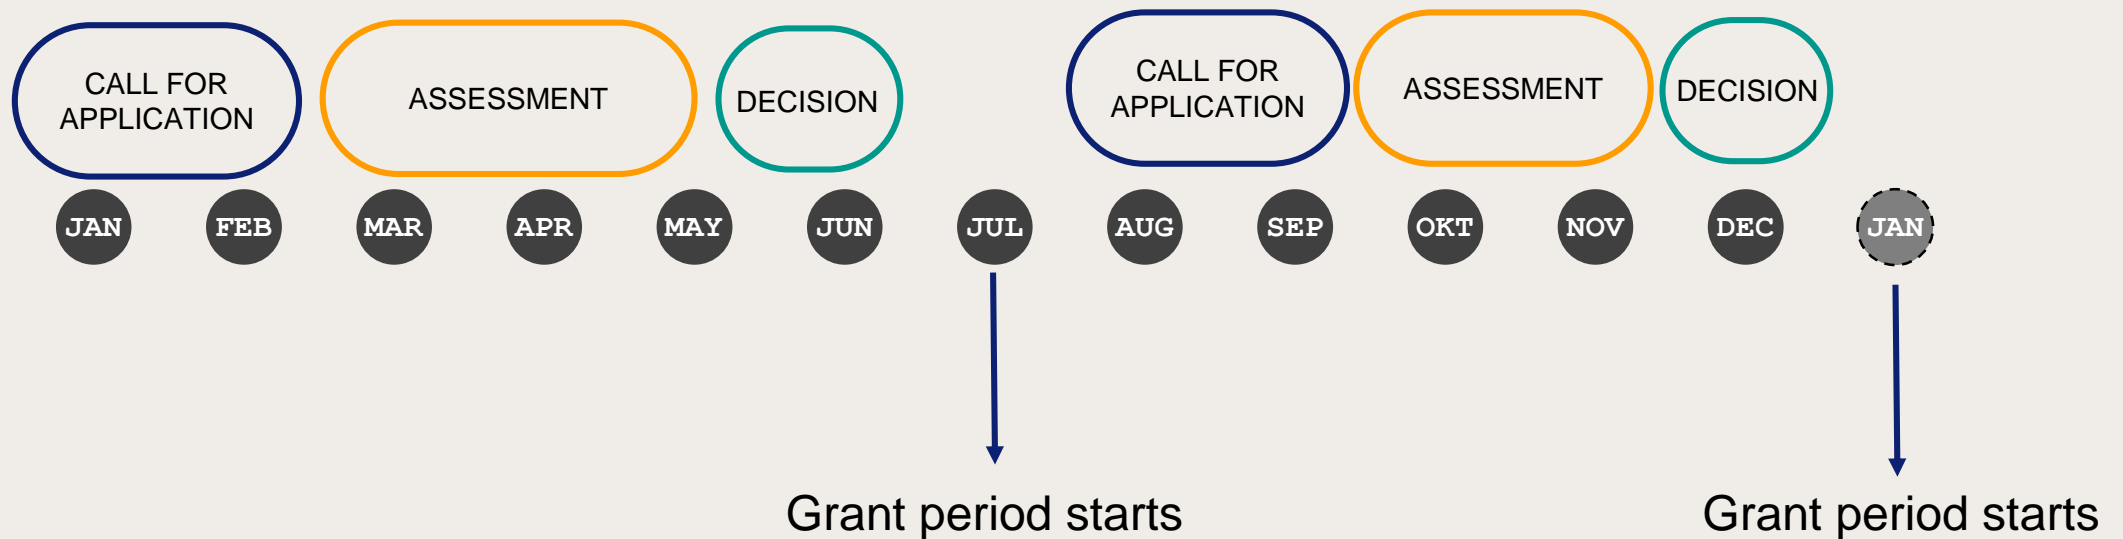 CALL FOR
APPLICATION
ASSESSMENT
DECISION
CALL FOR
APPLICATION
ASSESSMENT
DECISION
JAN FEB MAR APR MAY JUN JUL AUG SEP OKT NOV DEC JAN
Grant period starts
Grant period starts